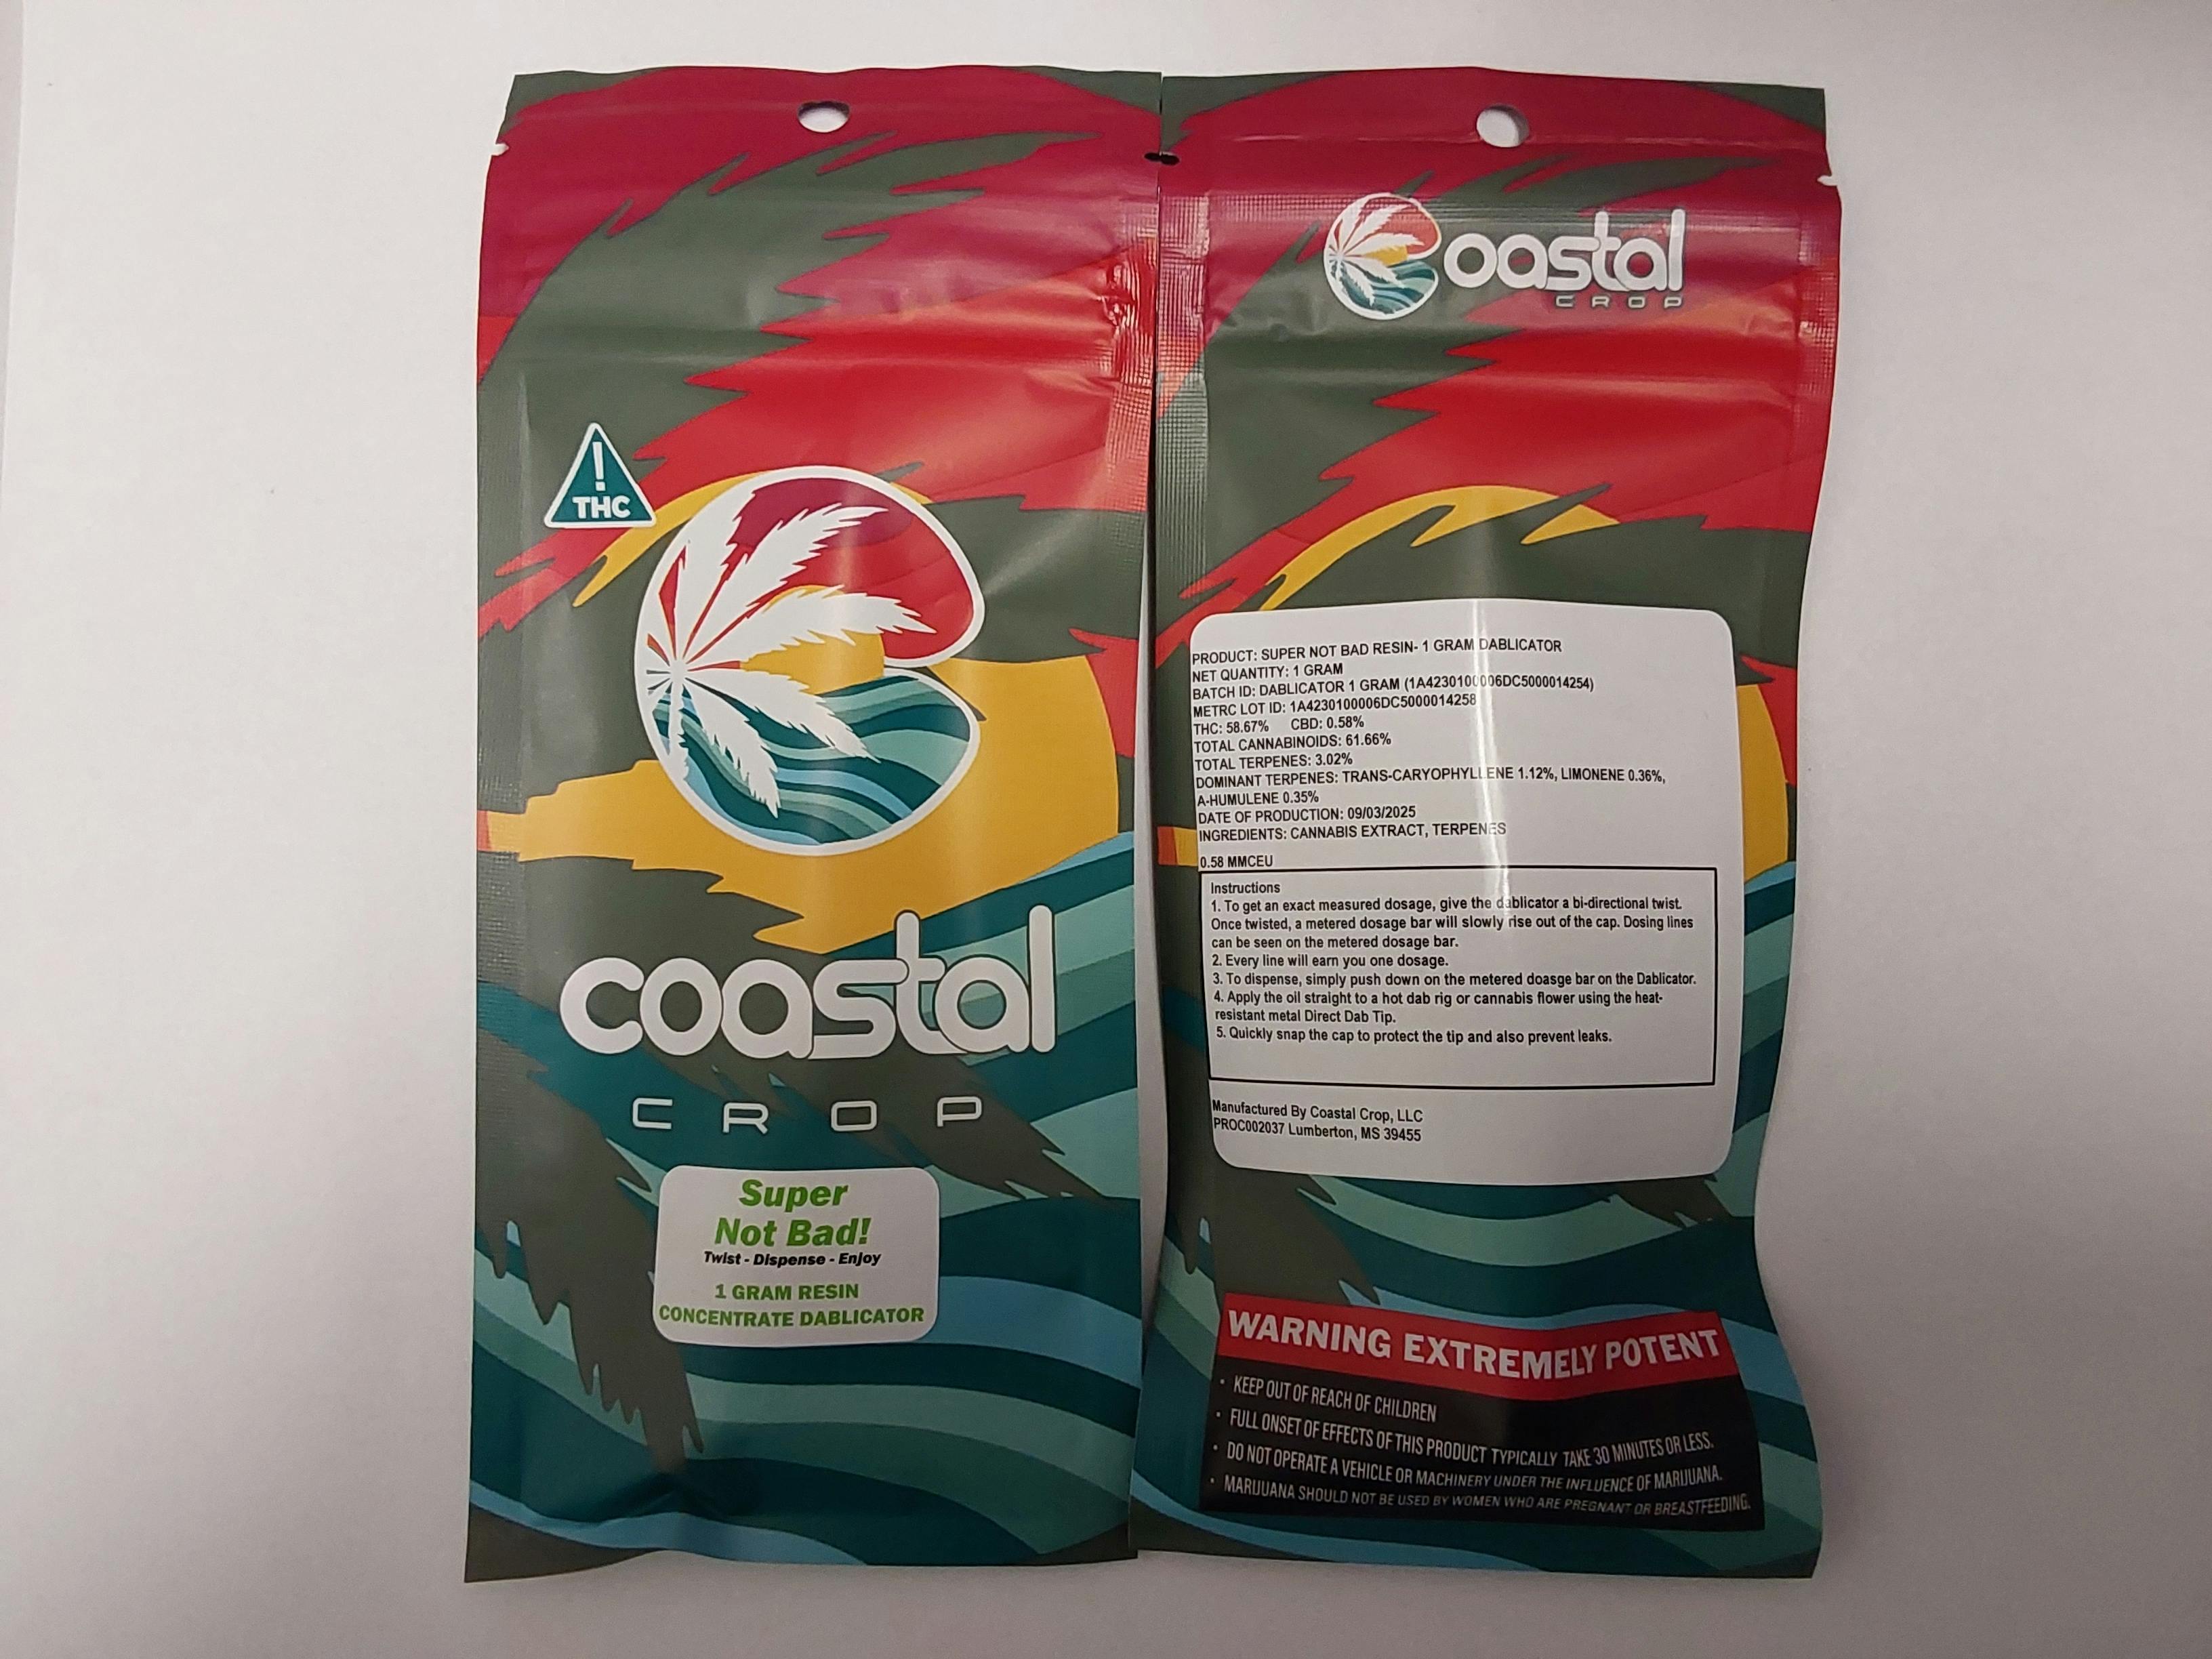 ! THC
coastal
CROP
Super
Not Bad!
Twist - Dispense - Enjoy
1 GRAM RESIN
CONCENTRATE DABLICATOR
Coastal
CROP
PRODUCT: SUPER NOT BAD RESIN- 1 GRAM DABLICATOR
NET QUANTITY: 1 GRAM
BATCH ID: DABLICATOR 1 GRAM (1A4230100006DC5000014254)
METRC LOT ID: 1A4230100006DC5000014258
THC: 58.67% CBD: 0.58%
TOTAL CANNABINOIDS: 61.66%
TOTAL TERPENES: 3.02%
DOMINANT TERPENES: TRANS-CARYOPHYLLENE 1.12%, LIMONENE 0.36%,
A-HUMULENE 0.35%
DATE OF PRODUCTION: 09/03/2025
INGREDIENTS: CANNABIS EXTRACT, TERPENES
0.58 MMCEU
Instructions
1. To get an exact measured dosage, give the dablicator a bi-directional twist.
Once twisted, a metered dosage bar will slowly rise out of the cap. Dosing lines
can be seen on the metered dosage bar.
2. Every line will earn you one dosage.
3. To dispense, simply push down on the metered doasge bar on the Dablicator.
4. Apply the oil straight to a hot dab rig or cannabis flower using the heat-
resistant metal Direct Dab Tip.
5. Quickly snap the cap to protect the tip and also prevent leaks.
Manufactured By Coastal Crop, LLC
PROC002037 Lumberton, MS 39455
WARNING EXTREMELY POTENT
• KEEP OUT OF REACH OF CHILDREN
• FULL ONSET OF EFFECTS OF THIS PRODUCT TYPICALLY TAKE 30 MINUTES OR LESS.
• DO NOT OPERATE A VEHICLE OR MACHINERY UNDER THE INFLUENCE OF MARIJUANA.
• MARIJUANA SHOULD NOT BE USED BY WOMEN WHO ARE PREGNANT OR BREASTFEEDING.